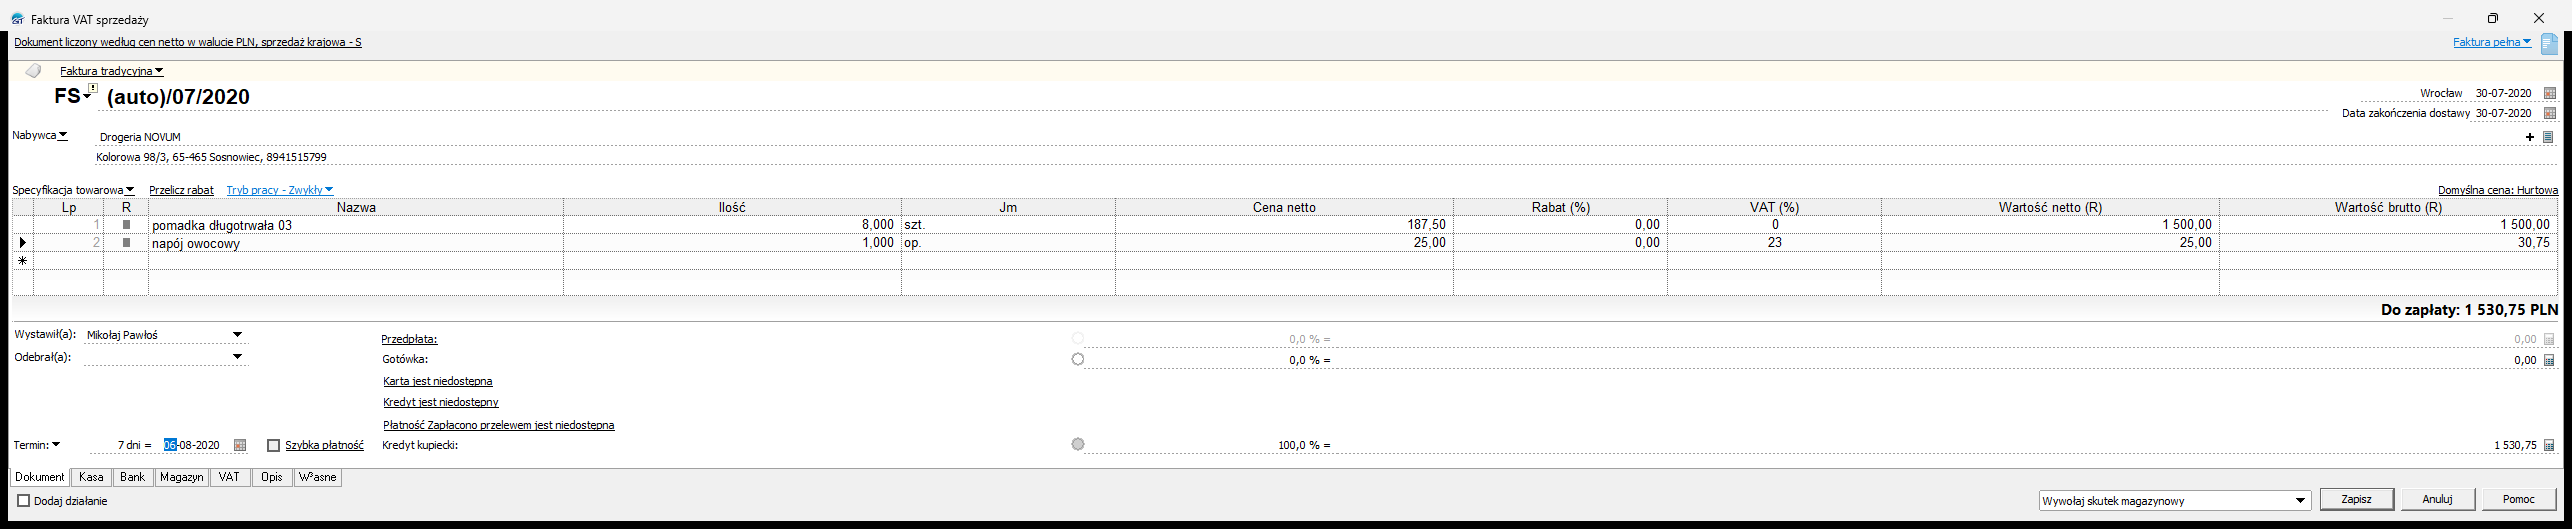 Faktura VAT sprzedaży
Dokument liczony według cen netto w walucie PLN, sprzedaż krajowa - S
Faktura pełna
Faktura tradycyjna
FS (auto)/07/2020
Wrocław 30-07-2020
Data zakończenia dostawy 30-07-2020
Nabywca Drogeria NOVUM
Kolorowa 98/3, 65-465 Sosnowiec, 8941515799
Specyfikacja towarowa Przelicz rabat Tryb pracy - Zwykły Domyślna cena: Hurtowa
Lp R Nazwa Ilość Jm Cena netto Rabat (%) VAT (%) Wartość netto (R) Wartość brutto (R)
1 pomadka długotrwała 03 8,000 szt. 187,50 0,00 0 1 500,00 1 500,00
2 napój owocowy 1,000 op. 25,00 0,00 23 25,00 30,75
Do zapłaty: 1 530,75 PLN
Wystawił(a): Mikołaj Pawłoś
Przedpłata: 0,0 % = 0,00
Odebrał(a):
Gotówka: 0,0 % = 0,00
Karta jest niedostępna
Kredyt jest niedostępny
Płatność Zapłacono przelewem jest niedostępna
Termin: 7 dni = 06-08-2020 Szybka płatność Kredyt kupiecki: 100,0 % = 1 530,75
Dokument Kasa Bank Magazyn VAT Opis W³asne
Dodaj działanie
Wywołaj skutek magazynowy Zapisz Anuluj Pomoc